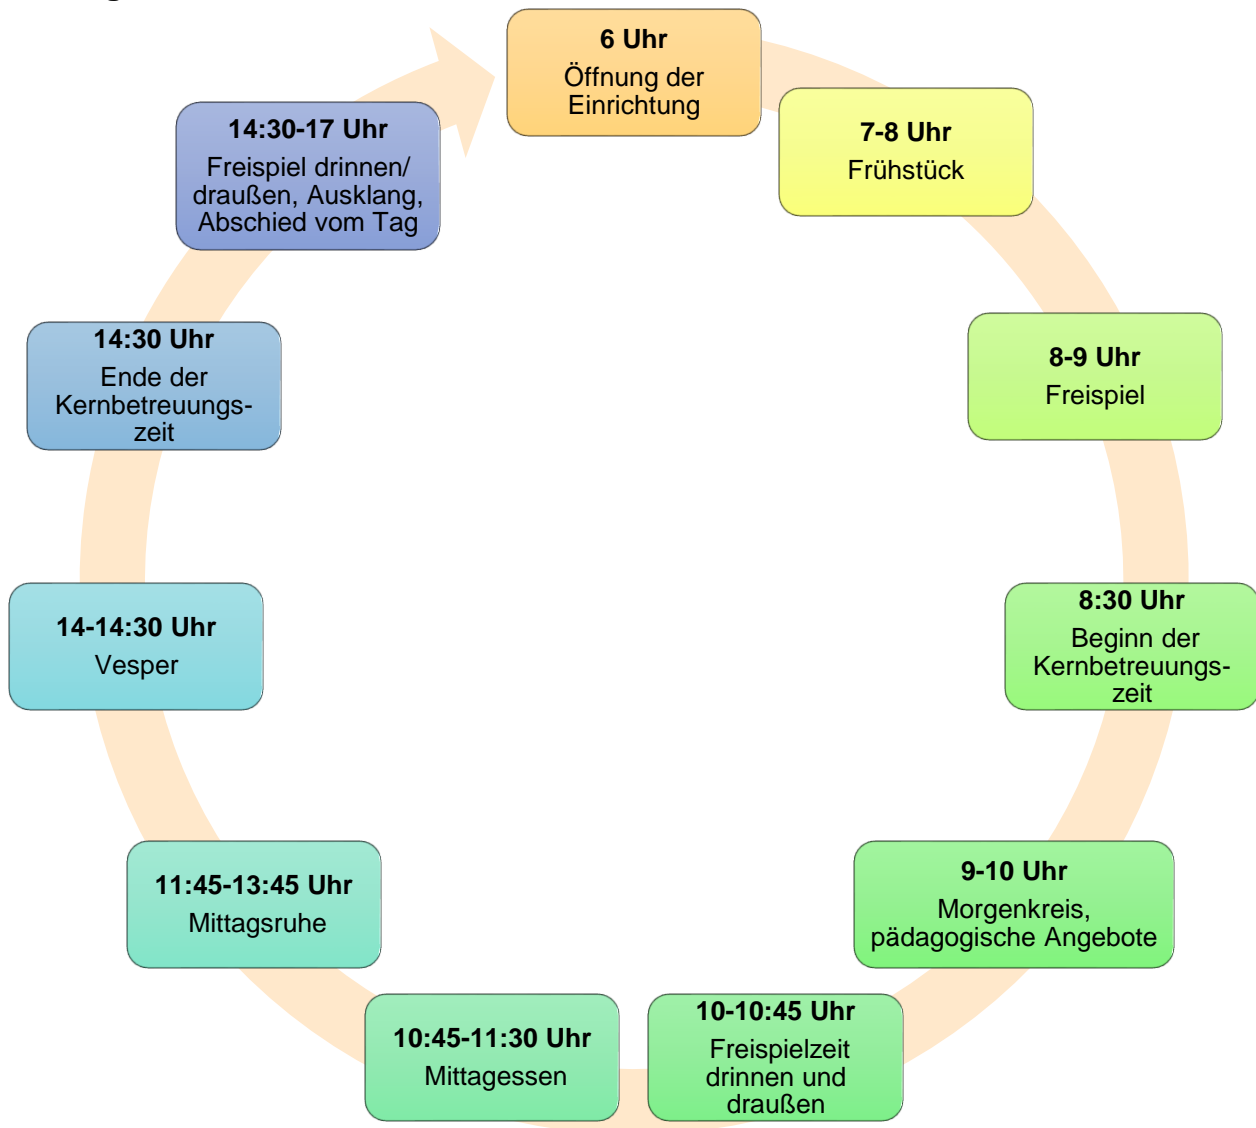 6 Uhr
Öffnung der
Einrichtung
7-8 Uhr
Frühstück
8-9 Uhr
Freispiel
8:30 Uhr
Beginn der
Kernbetreuungs-
zeit
9-10 Uhr
Morgenkreis,
pädagogische Angebote
10-10:45 Uhr
Freispielzeit
drinnen und
draußen
10:45-11:30 Uhr
Mittagessen
11:45-13:45 Uhr
Mittagsruhe
14-14:30 Uhr
Vesper
14:30 Uhr
Ende der
Kernbetreuungs-
zeit
14:30-17 Uhr
Freispiel drinnen/
draußen, Ausklang,
Abschied vom Tag